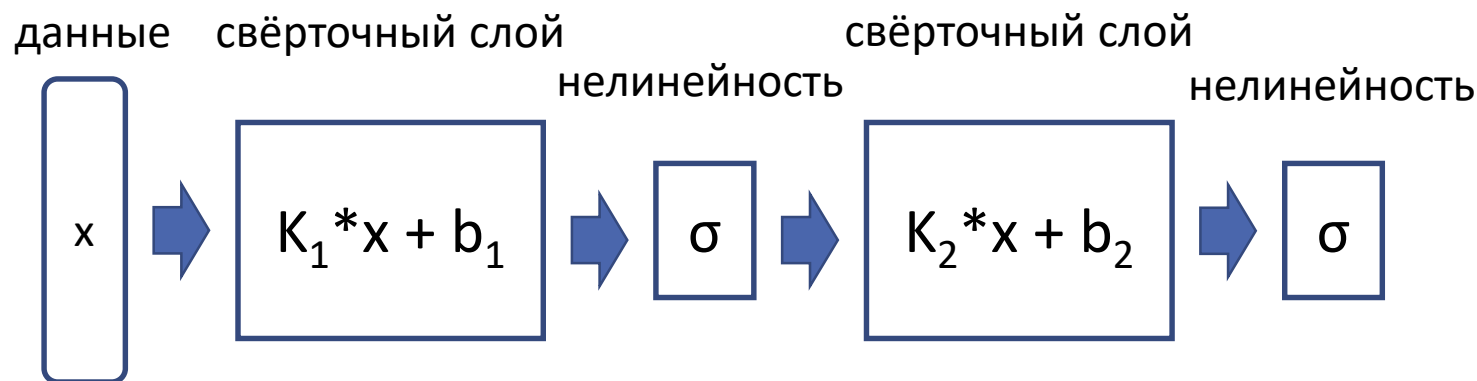 данные свёрточный слой свёрточный слой
нелинейность нелинейность
x K₁*x + b₁ σ K₂*x + b₂ σ